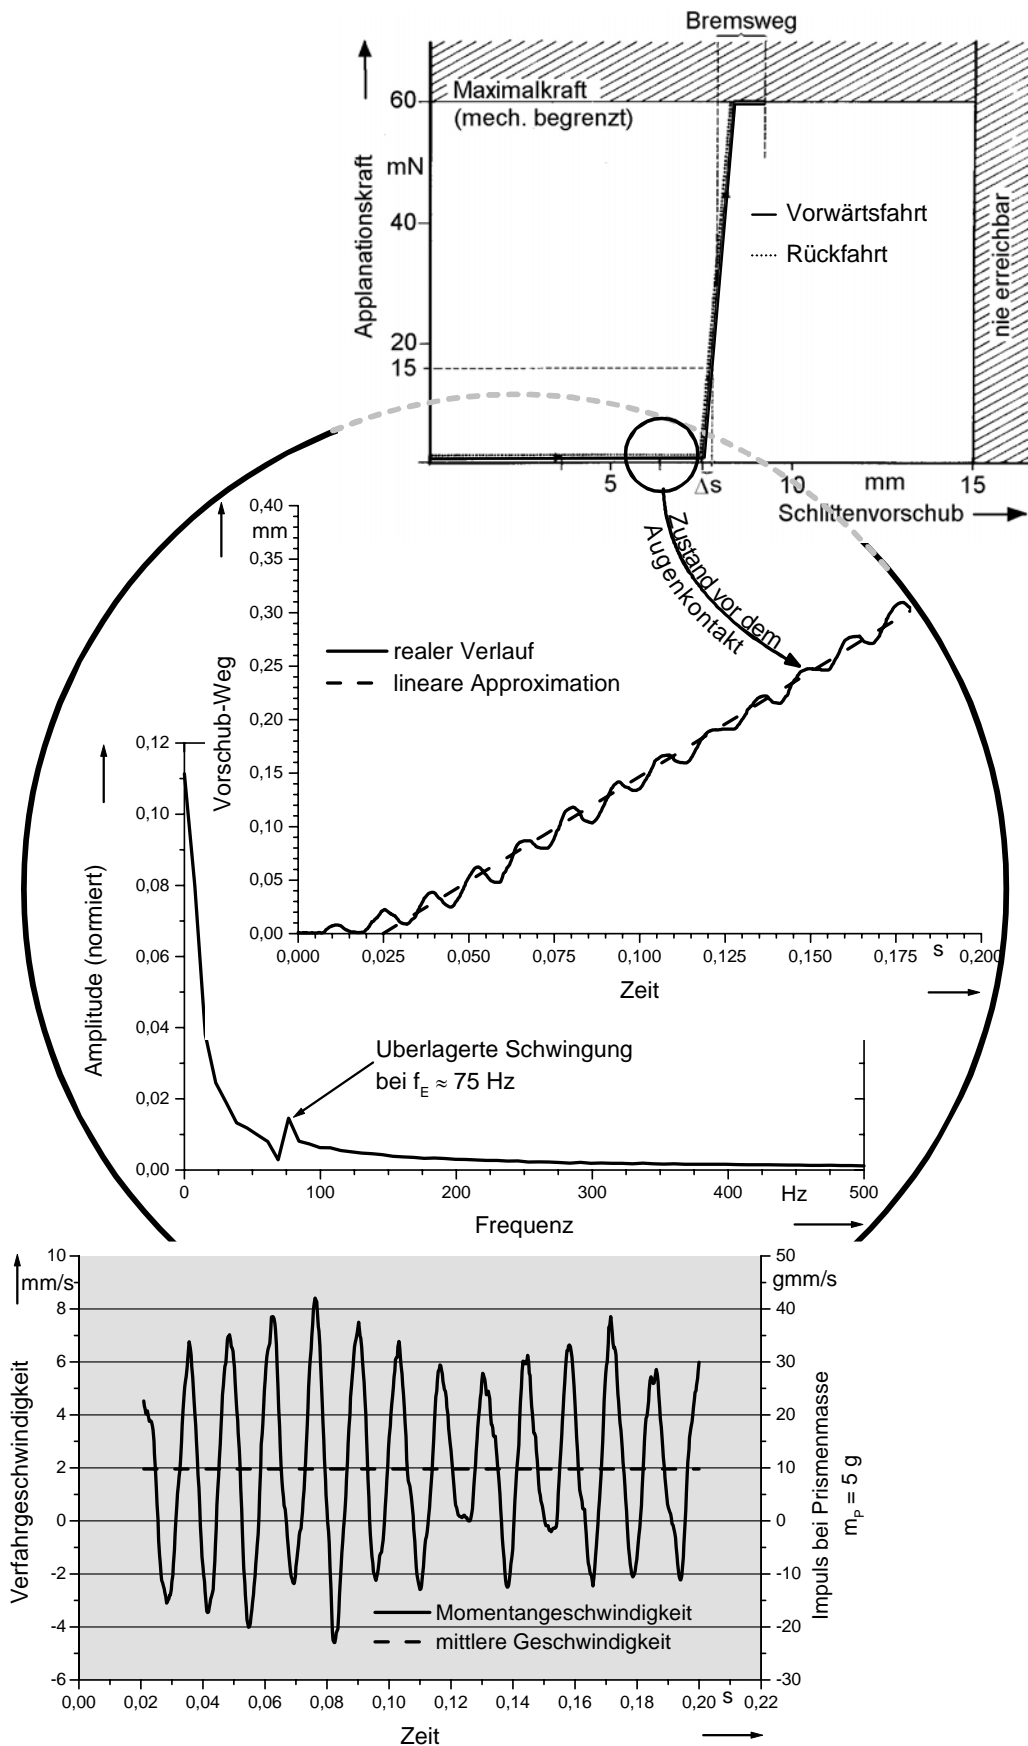 Bremsweg
Maximalkraft
(mech. begrenzt)
60
mN
40
20
15
Applanationskraft
Vorwärtsfahrt
Rückfahrt
nie erreichbar
5
Δs
10
mm
15
Schlittenvorschub
Zustand vor dem
Augenkontakt
0,40
mm
0,35
0,30
0,25
0,20
0,15
0,10
0,05
0,00
Vorschub-Weg
realer Verlauf
lineare Approximation
0,000 0,025 0,050 0,075 0,100 0,125 0,150 0,175 s 0,200
Zeit
0,12
0,10
0,08
0,06
0,04
0,02
0,00
Amplitude (normiert)
Uberlagerte Schwingung
bei fE ≈ 75 Hz
0 100 200 300 400 Hz 500
Frequenz
10
mm/s
8
6
4
2
0
-2
-4
-6
Verfahrgeschwindigkeit
50
gmm/s
40
30
20
10
0
-10
-20
-30
Impuls bei Prismenmasse
mP = 5 g
Momentangeschwindigkeit
mittlere Geschwindigkeit
0,00 0,02 0,04 0,06 0,08 0,10 0,12 0,14 0,16 0,18 0,20 s 0,22
Zeit